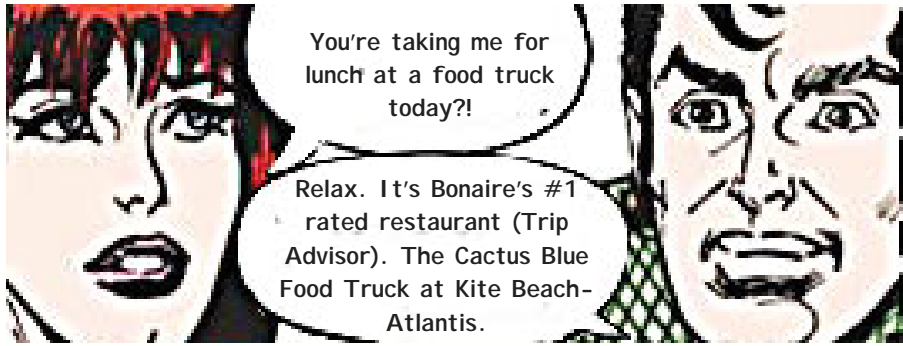 You're taking me for
lunch at a food truck
today?!
Relax. It's Bonaire's #1
rated restaurant (Trip
Advisor). The Cactus Blue
Food Truck at Kite Beach-
Atlantis.